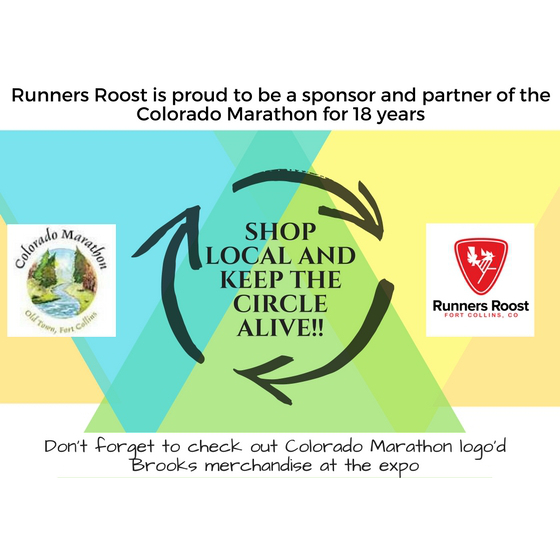 Runners Roost is proud to be a sponsor and partner of the
Colorado Marathon for 18 years
SHOP
LOCAL AND
KEEP THE
CIRCLE
ALIVE!!
Colorado Marathon
Old Town, Fort Collins
Runners Roost
FORT COLLINS, CO
Don't forget to check out Colorado Marathon logo'd
Brooks merchandise at the expo